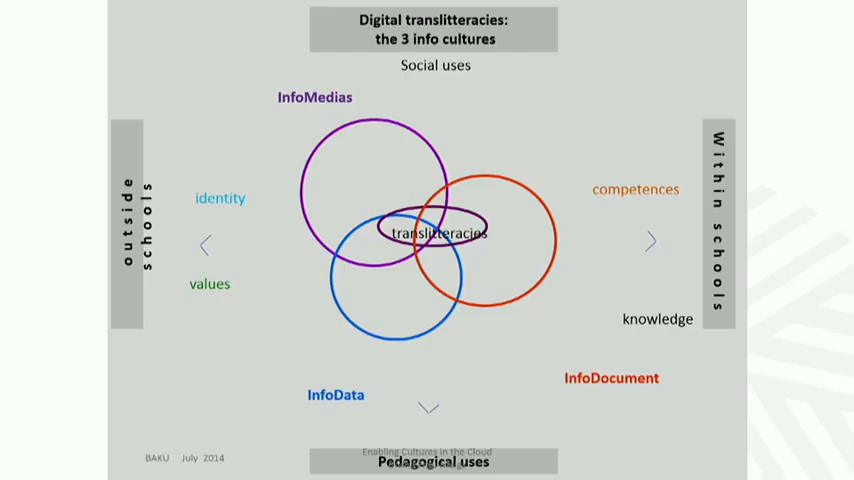 Digital translitteracies:
the 3 info cultures
Social uses
InfoMedias
outside
schools
Within schools
identity
competences
translitteracies
values
knowledge
InfoDocument
InfoData
BAKU July 2014
Enabling Cultures in the Cloud
Pedagogical uses